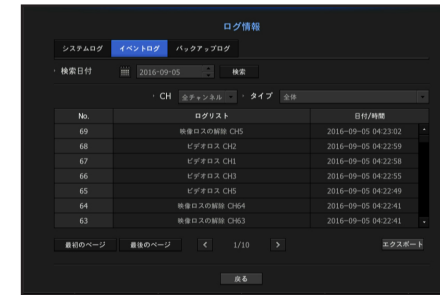 ログ情報
システムログ イベントログ バックアップログ
検索日付 2016-09-05 検索
CH 全チャンネル タイプ 全体
No. ログリスト 日付/時間
69 映像ロスの解除 CH5 2016-09-05 04:23:02
68 ビデオロス CH2 2016-09-05 04:22:59
67 ビデオロス CH1 2016-09-05 04:22:58
66 ビデオロス CH3 2016-09-05 04:22:55
65 ビデオロス CH5 2016-09-05 04:22:49
64 映像ロスの解除 CH64 2016-09-05 04:22:41
63 映像ロスの解除 CH63 2016-09-05 04:22:41
最初のページ 最後のページ < 1/10 > エクスポート
戻る